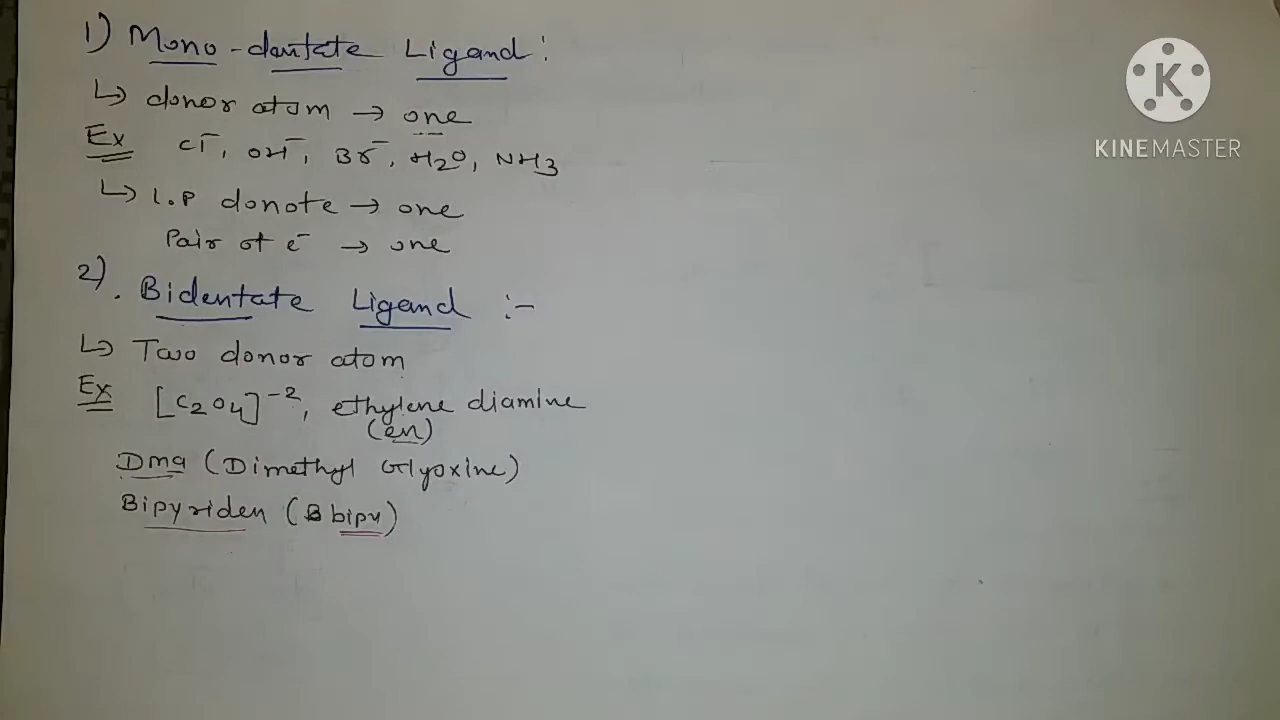 1) Mono-dentate Ligand:
↳ donor atom → one
Ex Cl⁻, OH⁻, Br⁻, H₂O, NH₃
↳ l.p donote → one
Pair of e⁻ → one
2). Bidentate Ligand :-
↳ Two donor atom
Ex [C₂O₄]⁻², ethylene diamine
(en)
Dmg (Dimethyl Glyoxine)
Bipyriden (B bipy)
K
KINEMASTER